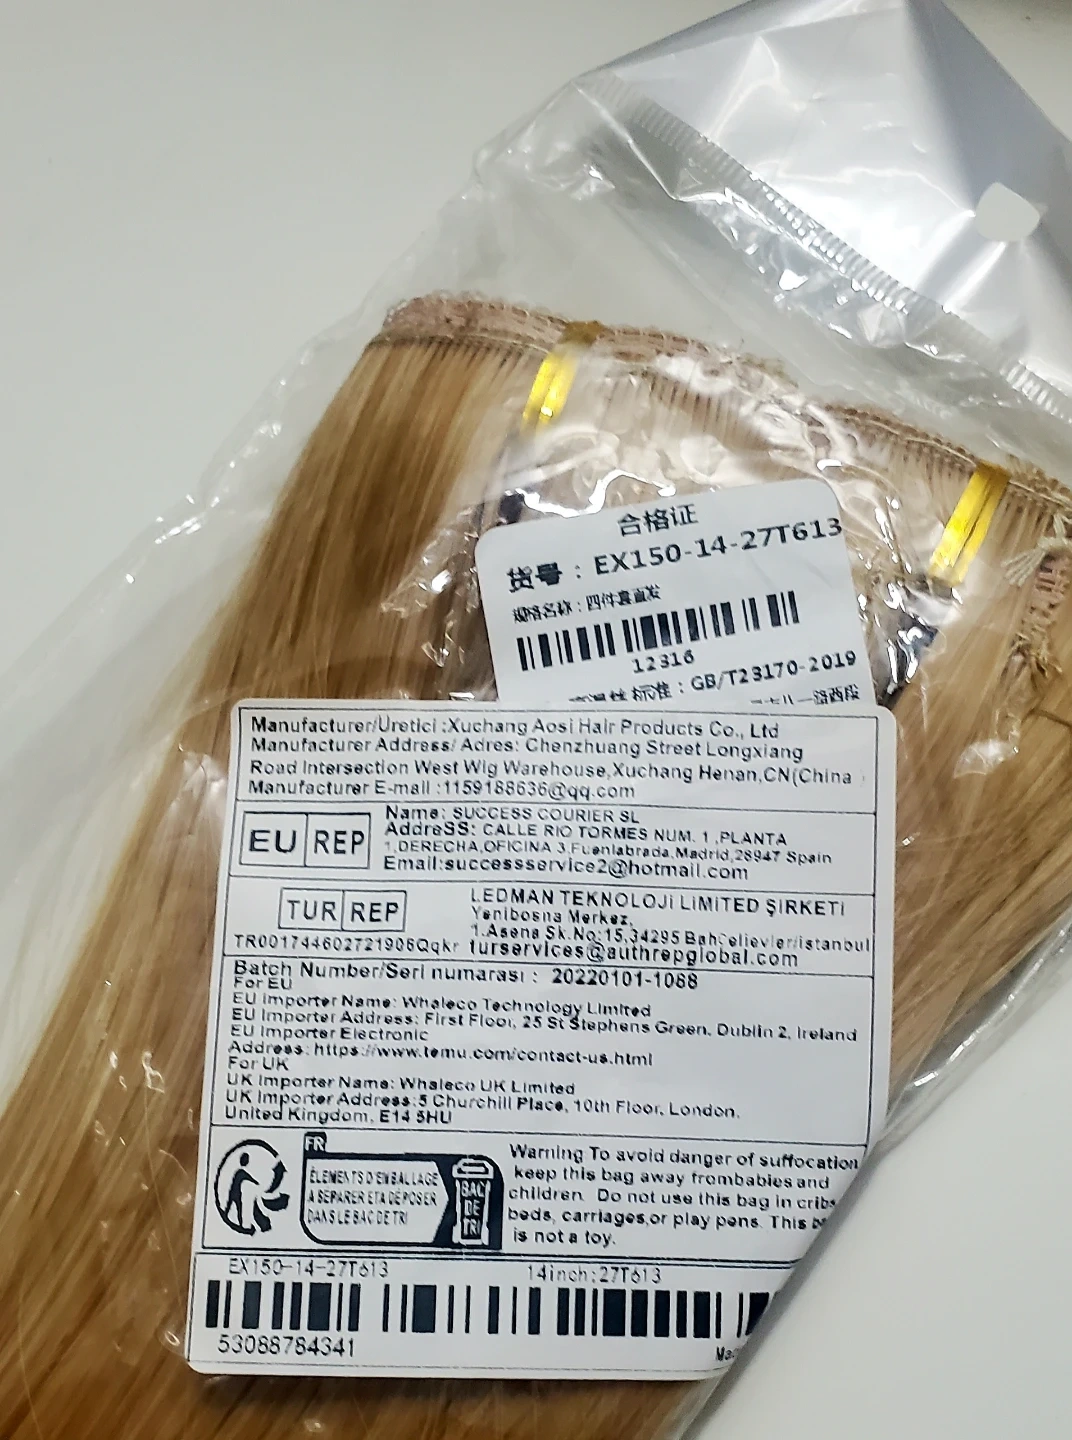 合格证
货号：EX150-14-27T613
规格名称：四件套直发
12316
标准：GB/T23170-2019
Manufacturer/Uretici :Xuchang Aosi Hair Products Co., Ltd
Manufacturer Address/ Adres: Chenzhuang Street Longxiang
Road Intersection West Wig Warehouse,Xuchang Henan,CN(China
Manufacturer E-mail :1159188636@qq.com
EU REP
Name: SUCCESS COURIER SL
AddreSS: CALLE RIO TORMES NUM. 1 ,PLANTA
1,DERECHA,OFICINA 3,Fuenlabrada,Madrid,28947 Spain
Email:successservice2@hotmail.com
TUR REP
LEDMAN TEKNOLOJİ LİMİTED ŞİRKETİ
Yenibosna Merkez,
1.Asena Sk.No:15,34295 Bahçelievler/istanbul
TR001744602721906Qqkr turservices@authrepglobal.com
Batch Number/Seri numarası : 20220101-1088
For EU
EU Importer Name: Whaleco Technology Limited
EU Importer Address: First Floor, 25 St Stephens Green, Dublin 2, Ireland
EU Importer Electronic
Address: https://www.temu.com/contact-us.html
For UK
UK Importer Name: Whaleco UK Limited
UK Importer Address:5 Churchill Place, 10th Floor, London,
United Kingdom, E14 5HU
FR
ÉLÉMENTS D'EMBALLAGE
À SÉPARER ET À DÉPOSER
DANS LE BAC DE TRI
BAC
DE
TRI
Warning To avoid danger of suffocation
keep this bag away frombabies and
children. Do not use this bag in cribs
beds, carriages,or play pens. This
is not a toy.
EX150-14-27T613 14inch;27T613
53088784341